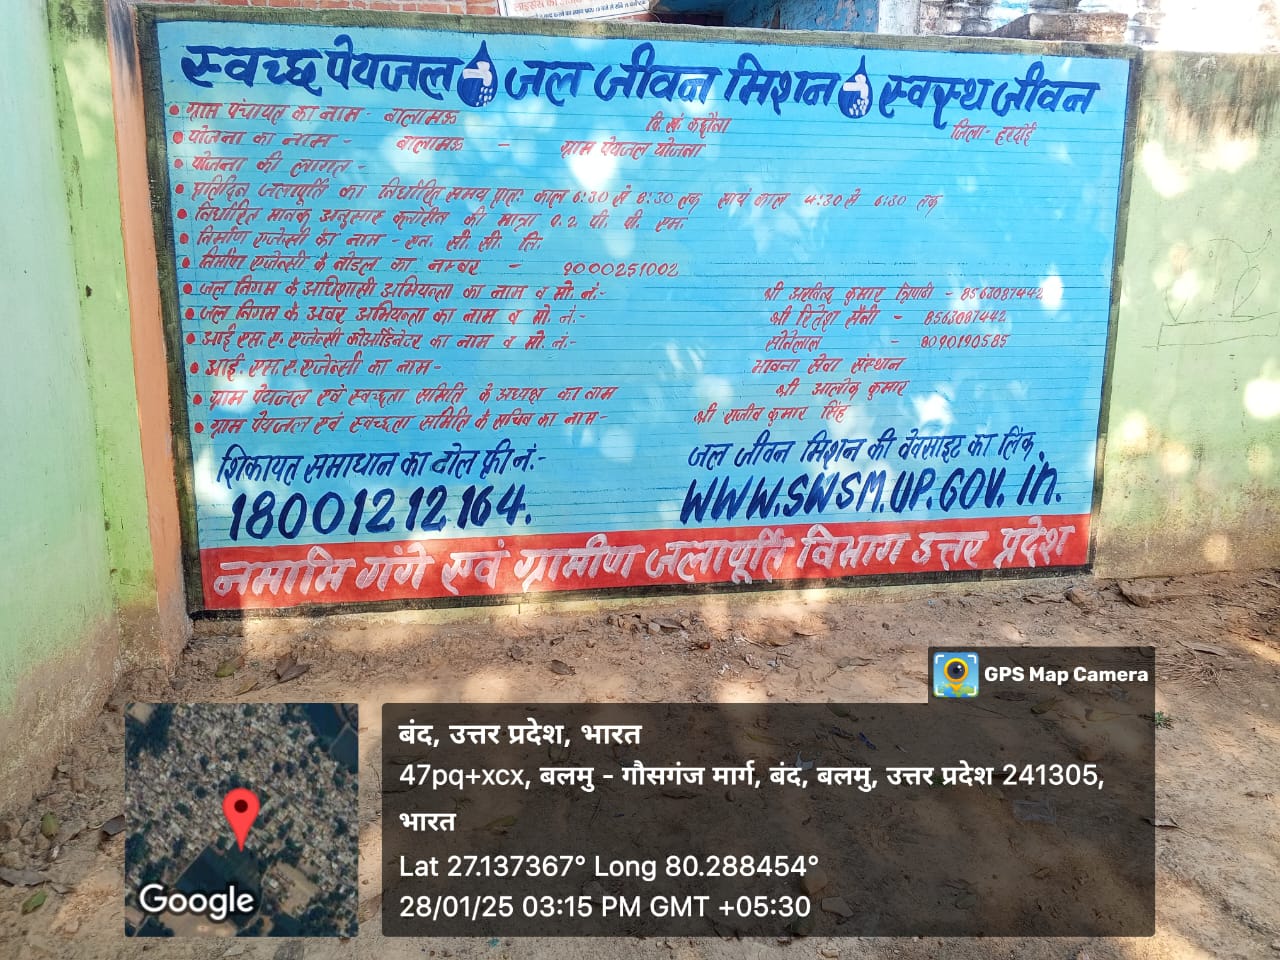 स्वच्छ पेयजल जल जीवन मिशन स्वस्थ जीवन
• ग्राम पंचायत का नाम - बालामऊ वि. खं. कछौना जिला - हरदोई
• योजना का नाम - बालामऊ - ग्राम पेयजल योजना
• योजना की लागत -
• प्रतिदिन जलापूर्ति का निर्धारित समय प्रातः काल 6:30 से 8:30 तक सायं काल 4:30 से 6:30 तक
• निर्धारित मानक अनुसार क्लोरीन की मात्रा 0.2 पी. पी. एम.
• निर्माण एजेन्सी का नाम - एन. सी. सी. लि.
• निर्माण एजेन्सी के नोडल का नम्बर - 9000251002
• जल निगम के अधिशासी अभियन्ता का नाम व मो. नं. - श्री अरविन्द कुमार त्रिपाठी - 8563087442
• जल निगम के अवर अभियन्ता का नाम व मो. नं. - श्री रितेश सैनी - 8563087442
• आई एस. ए. एजेन्सी कोऑर्डिनेटर का नाम व मो. नं. - सोनेलाल - 8090190585
• आई. एस. ए. एजेन्सी का नाम - भावना सेवा संस्थान
• ग्राम पेयजल एवं स्वच्छता समिति के अध्यक्ष का नाम श्री आलोक कुमार
• ग्राम पेयजल एवं स्वच्छता समिति के सचिव का नाम - श्री राजीव कुमार सिंह
शिकायत समाधान का टोल फ्री नं. - जल जीवन मिशन की वेबसाइट का लिंक
18001212164. WWW.SWSM.UP.GOV.in.
नमामि गंगे एवं ग्रामीण जलापूर्ति विभाग उत्तर प्रदेश
GPS Map Camera
बंद, उत्तर प्रदेश, भारत
47pq+xcx, बलमु - गौसगंज मार्ग, बंद, बलमु, उत्तर प्रदेश 241305,
भारत
Lat 27.137367° Long 80.288454°
28/01/25 03:15 PM GMT +05:30
Google